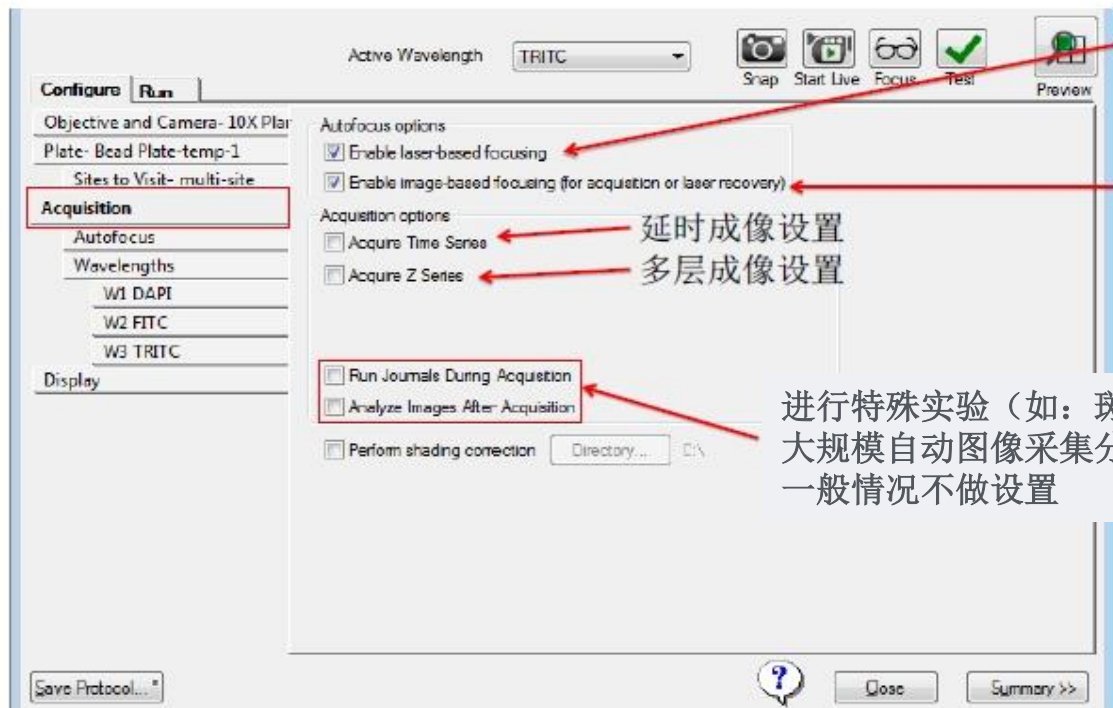 Active Wavelength TRITC
Snap Start Live Focus Test
Preview
Configure Run
Objective and Camera- 10X Plan
Plate- Bead Plate-temp-1
Sites to Visit- multi-site
Acquisition
Autofocus
Wavelengths
W1 DAPI
W2 FITC
W3 TRITC
Display
Autofocus options
Enable laser-based focusing
Enable image-based focusing (for acquisition or laser recovery)
Acquisition options
Acquire Time Series
延时成像设置
Acquire Z Series
多层成像设置
Run Journals During Acquisition
Analyze Images After Acquisition
进行特殊实验（如：斑
大规模自动图像采集分
一般情况不做设置
Perform shading correction Directory... C:\
Save Protocol...*
?
Close
Summary >>